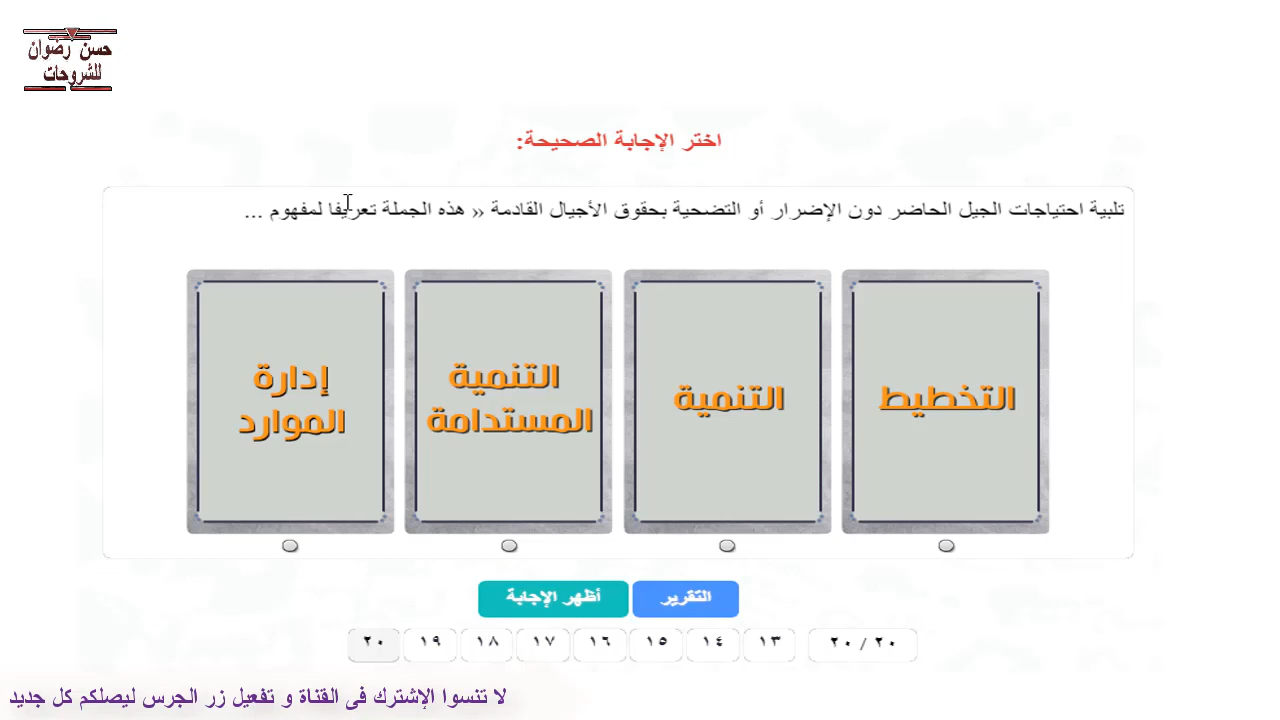 حسن رضوان
للشروحات
اختر الإجابة الصحيحة:
تلبية احتياجات الجيل الحاضر دون الإضرار أو التضحية بحقوق الأجيال القادمة « هذه الجملة تعريفا لمفهوم ...
التخطيط
التنمية
التنمية
المستدامة
إدارة
الموارد
التقرير
أظهر الإجابة
٢٠ / ٢٠
١٣
١٤
١٥
١٦
١٧
١٨
١٩
٢٠
لا تنسوا الإشترك فى القناة و تفعيل زر الجرس ليصلكم كل جديد